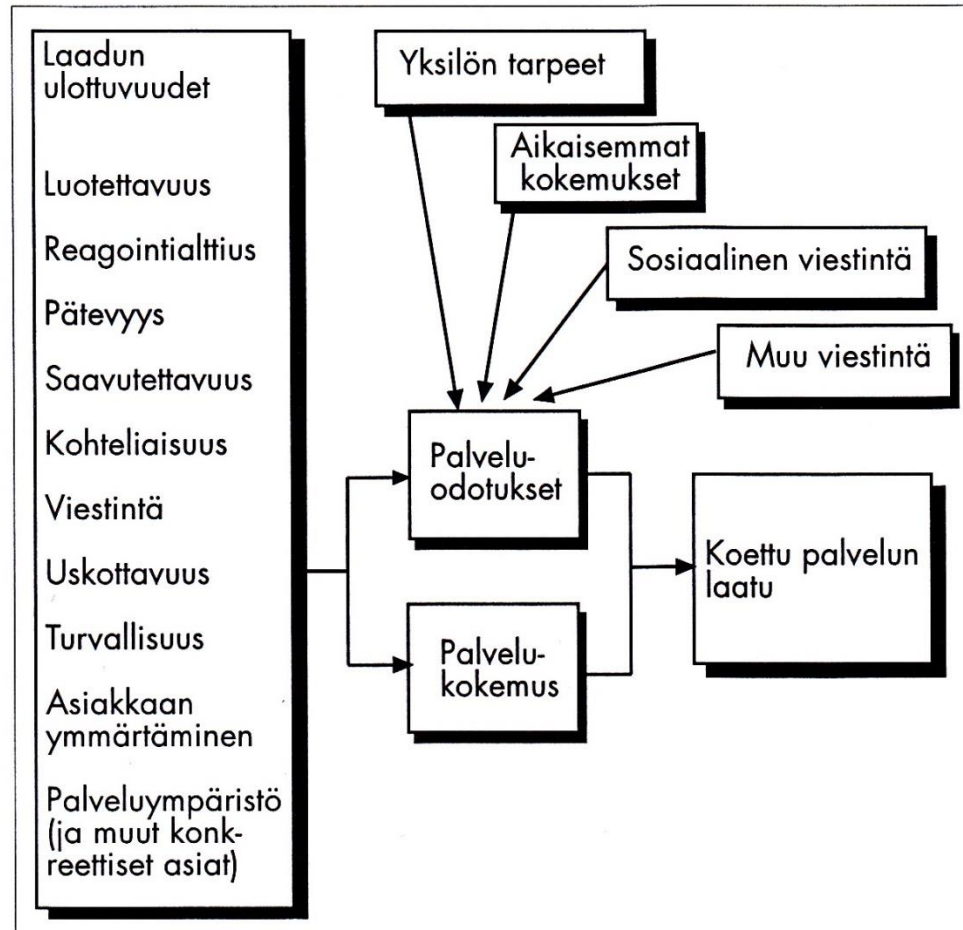 Laadun
ulottuvuudet
Luotettavuus
Reagointialttius
Pätevyys
Saavutettavuus
Kohteliaisuus
Viestintä
Uskottavuus
Turvallisuus
Asiakkaan
ymmärtäminen
Palveluympäristö
(ja muut konk-
reettiset asiat)
Yksilön tarpeet
Aikaisemmat
kokemukset
Sosiaalinen viestintä
Muu viestintä
Palvelu-
odotukset
Palvelu-
kokemus
Koettu palvelun
laatu